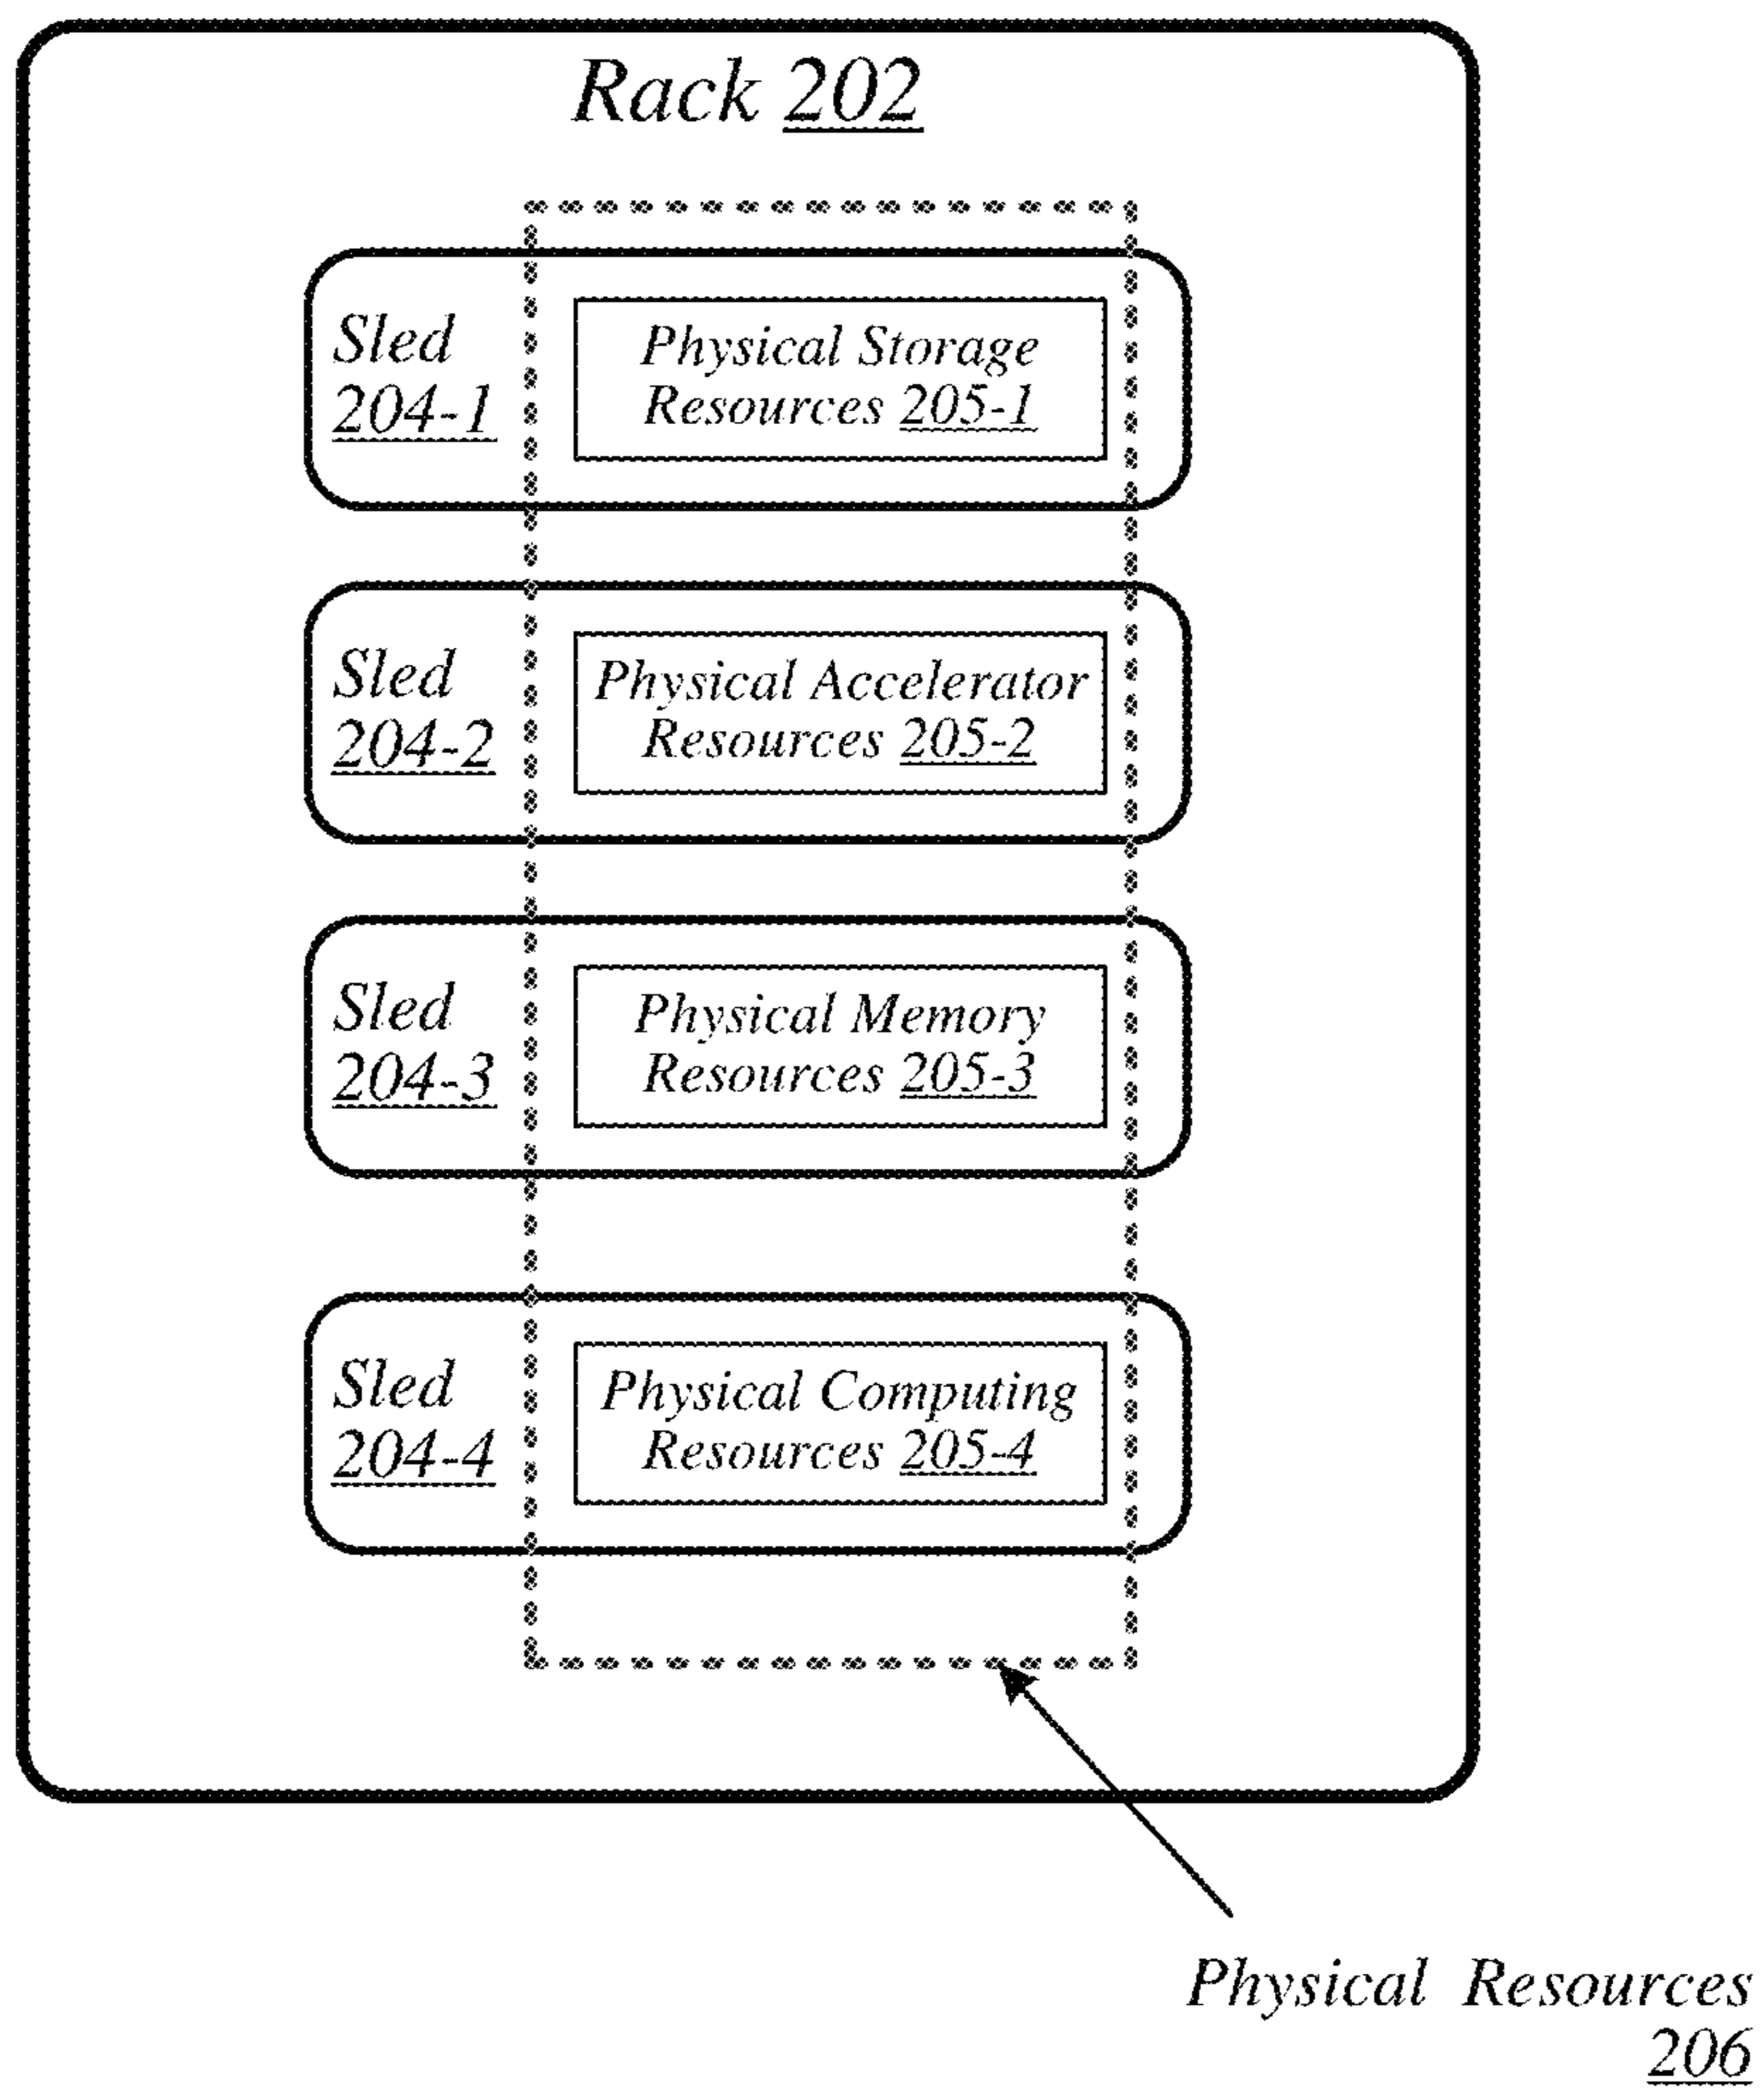 Rack 202
Sled
204-1
Physical Storage
Resources 205-1
Sled
204-2
Physical Accelerator
Resources 205-2
Sled
204-3
Physical Memory
Resources 205-3
Sled
204-4
Physical Computing
Resources 205-4
Physical Resources
206